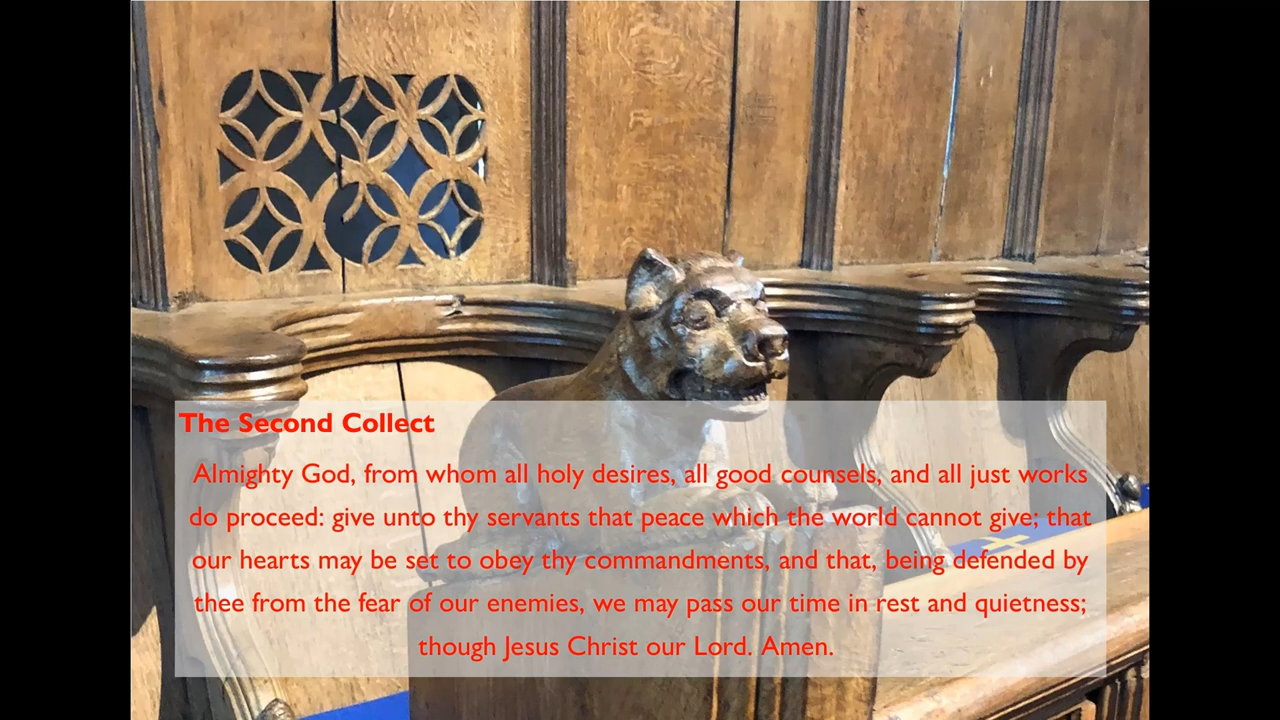 The Second Collect
Almighty God, from whom all holy desires, all good counsels, and all just works
do proceed: give unto thy servants that peace which the world cannot give; that
our hearts may be set to obey thy commandments, and that, being defended by
thee from the fear of our enemies, we may pass our time in rest and quietness;
though Jesus Christ our Lord. Amen.